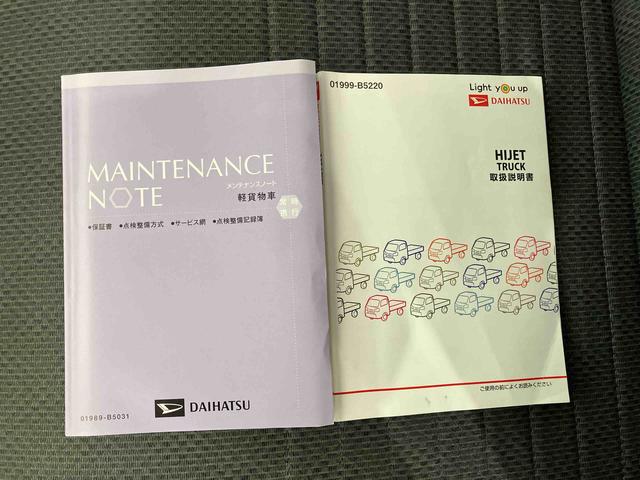 MAINTENANCE
NOTE
メンテナンスノート
軽貨物車
●保証書 ●点検整備方式 ●サービス網 ●点検整備記録簿
DAIHATSU
01989-B5031
01999-B5220
Light you up
DAIHATSU
HIJET
TRUCK
取扱説明書
ご使用の前によくお読みください